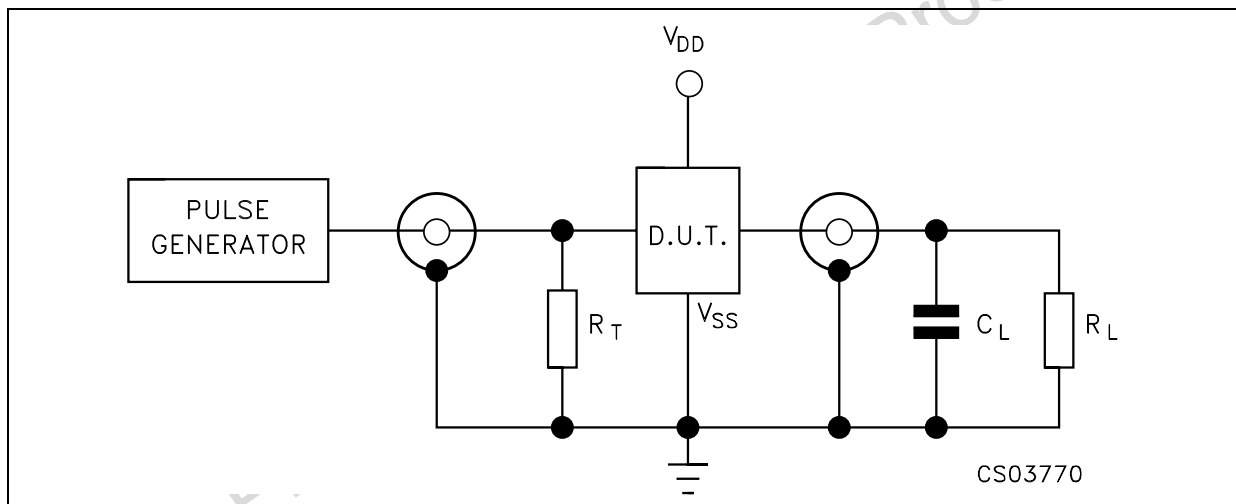 VDD
PULSE
GENERATOR
D.U.T.
VSS
RT
CL
RL
CS03770